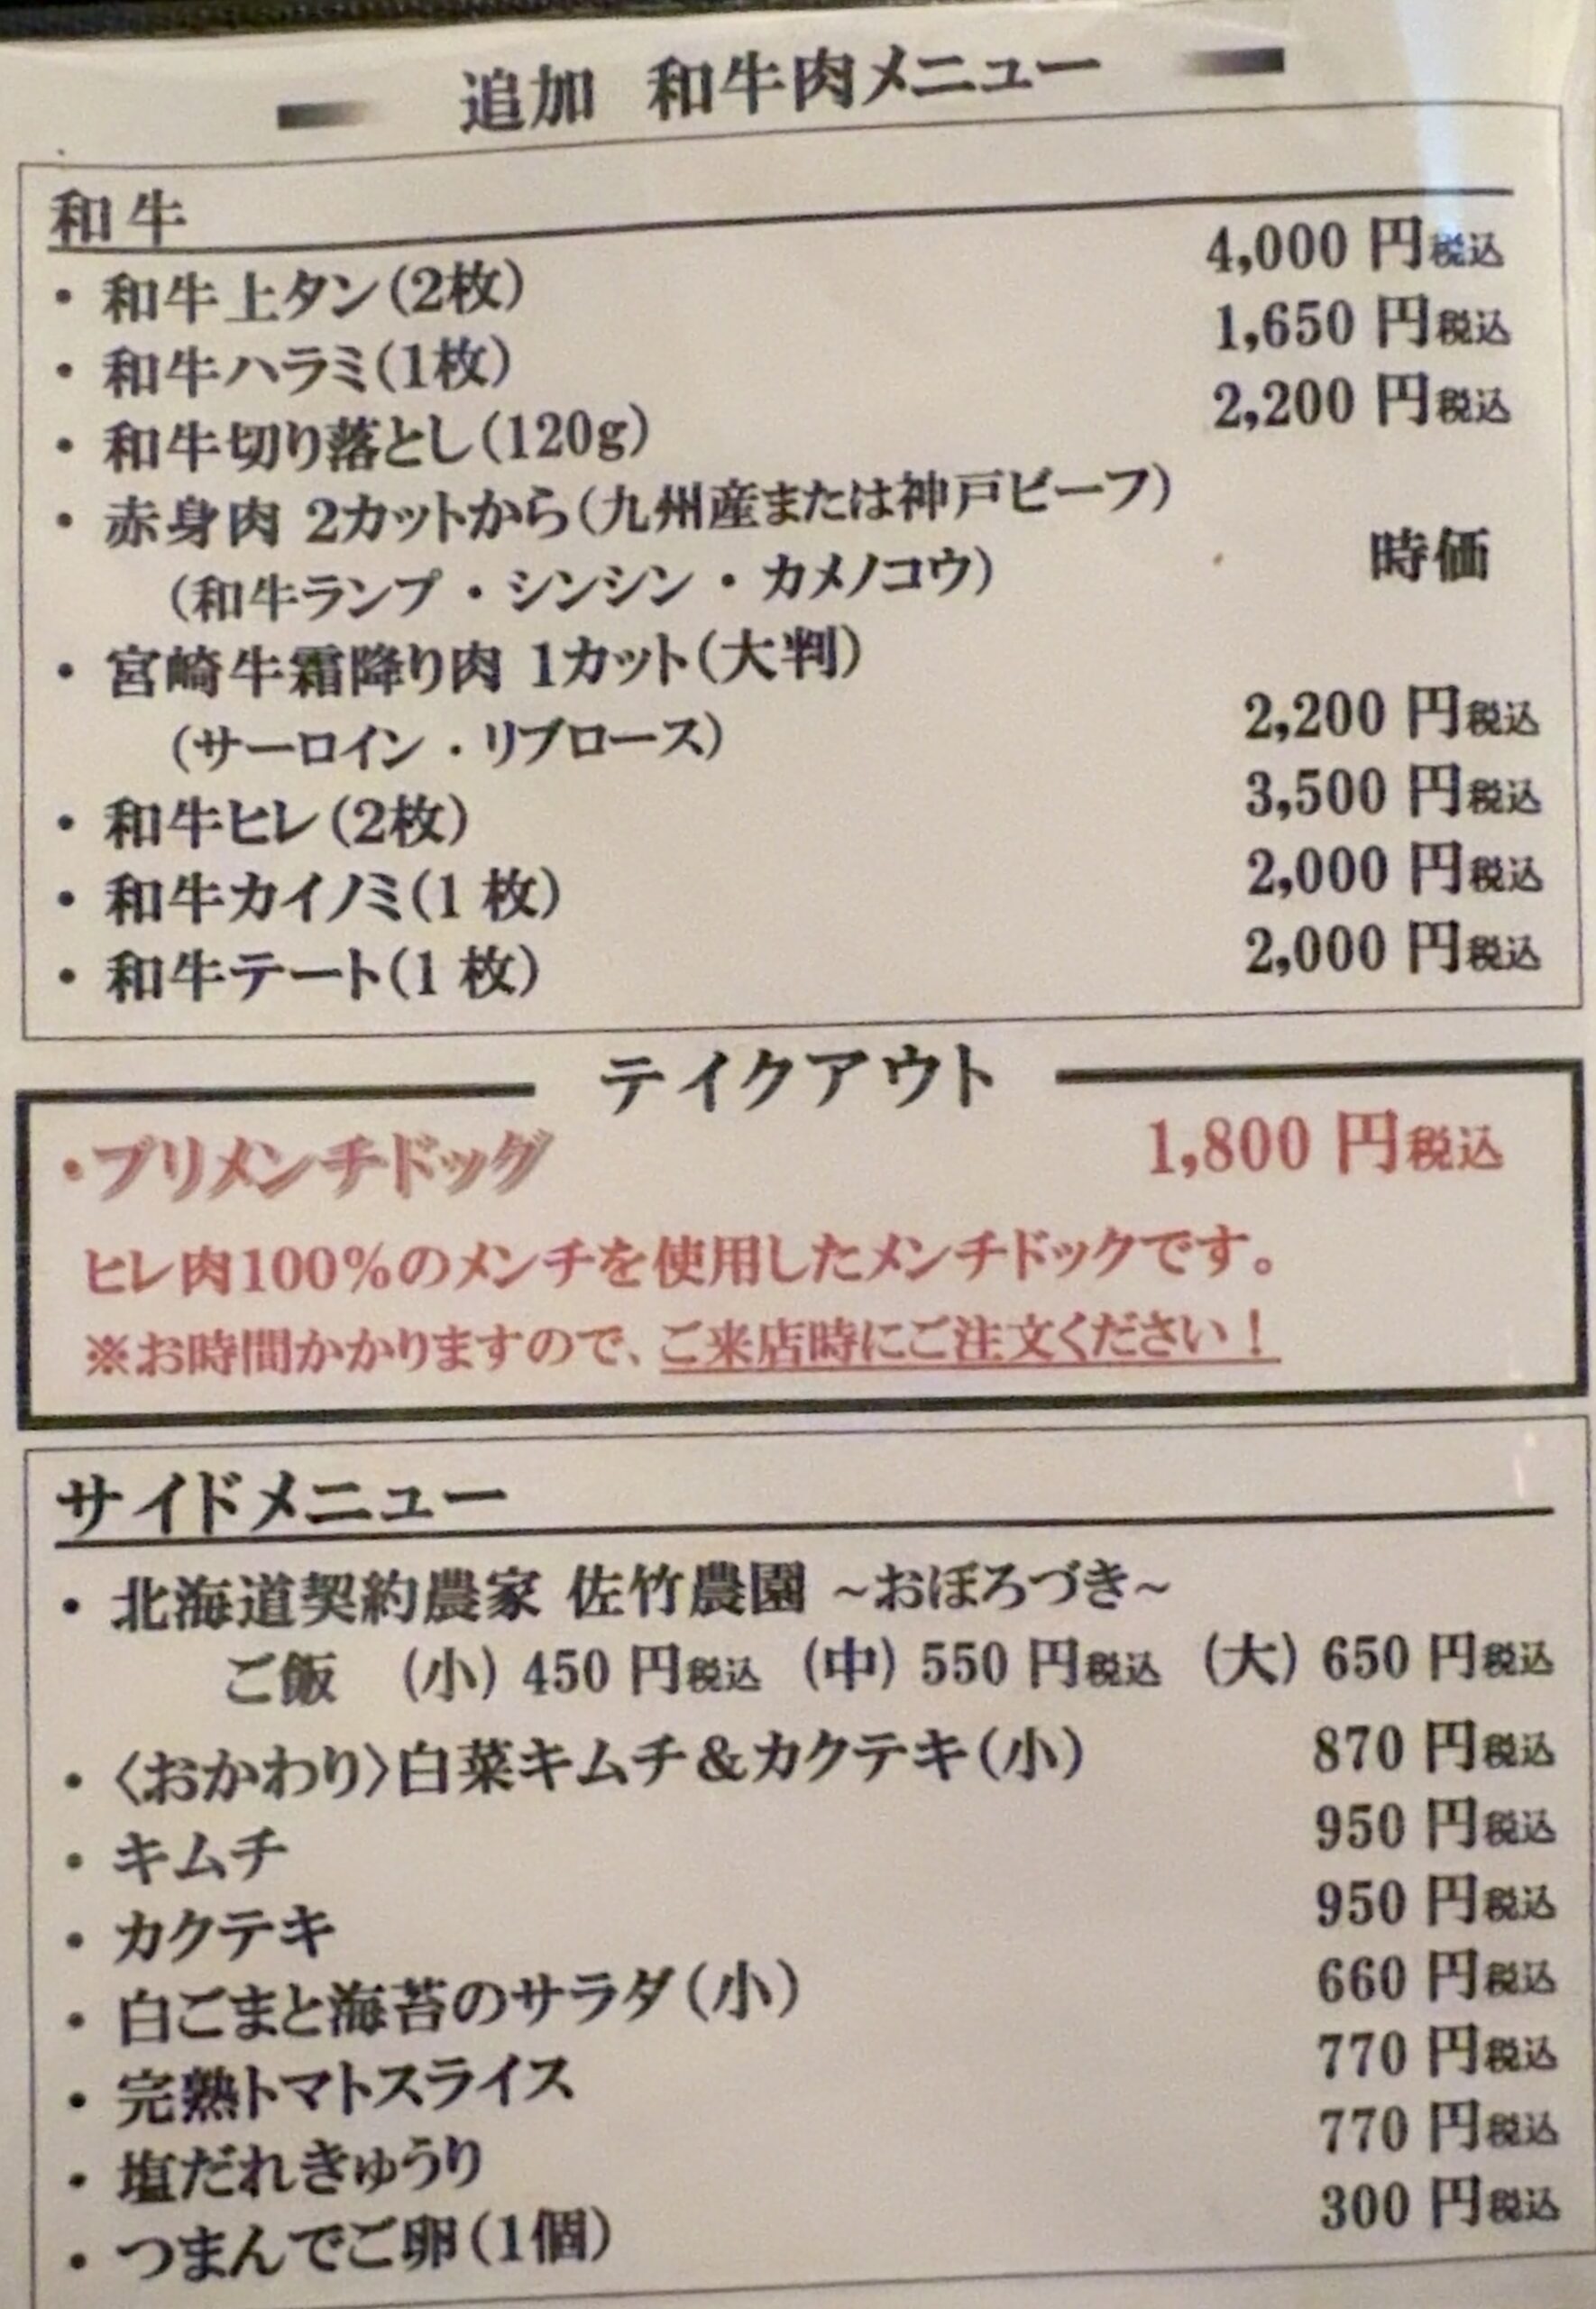 追加 和牛肉メニュー
和牛
・和牛上タン(2枚) 4,000 円税込
・和牛ハラミ(1枚) 1,650 円税込
・和牛切り落とし(120g) 2,200 円税込
・赤身肉 2カットから(九州産または神戸ビーフ)
(和牛ランプ・シンシン・カメノコウ) 時価
・宮崎牛霜降り肉 1カット(大判)
(サーロイン・リブロース) 2,200 円税込
・和牛ヒレ(2枚) 3,500 円税込
・和牛カイノミ(1 枚) 2,000 円税込
・和牛テート(1 枚) 2,000 円税込
テイクアウト
・ブリメンチドッグ 1,800 円税込
ヒレ肉100%のメンチを使用したメンチドックです。
※お時間かかりますので、ご来店時にご注文ください！
サイドメニュー
・北海道契約農家 佐竹農園 ~おぼろづき~
ご飯 (小) 450 円税込 (中) 550 円税込 (大) 650 円税込
・〈おかわり〉白菜キムチ＆カクテキ(小) 870 円税込
・キムチ 950 円税込
・カクテキ 950 円税込
・白ごまと海苔のサラダ(小) 660 円税込
・完熟トマトスライス 770 円税込
・塩だれきゅうり 770 円税込
・つまんでご卵(1個) 300 円税込